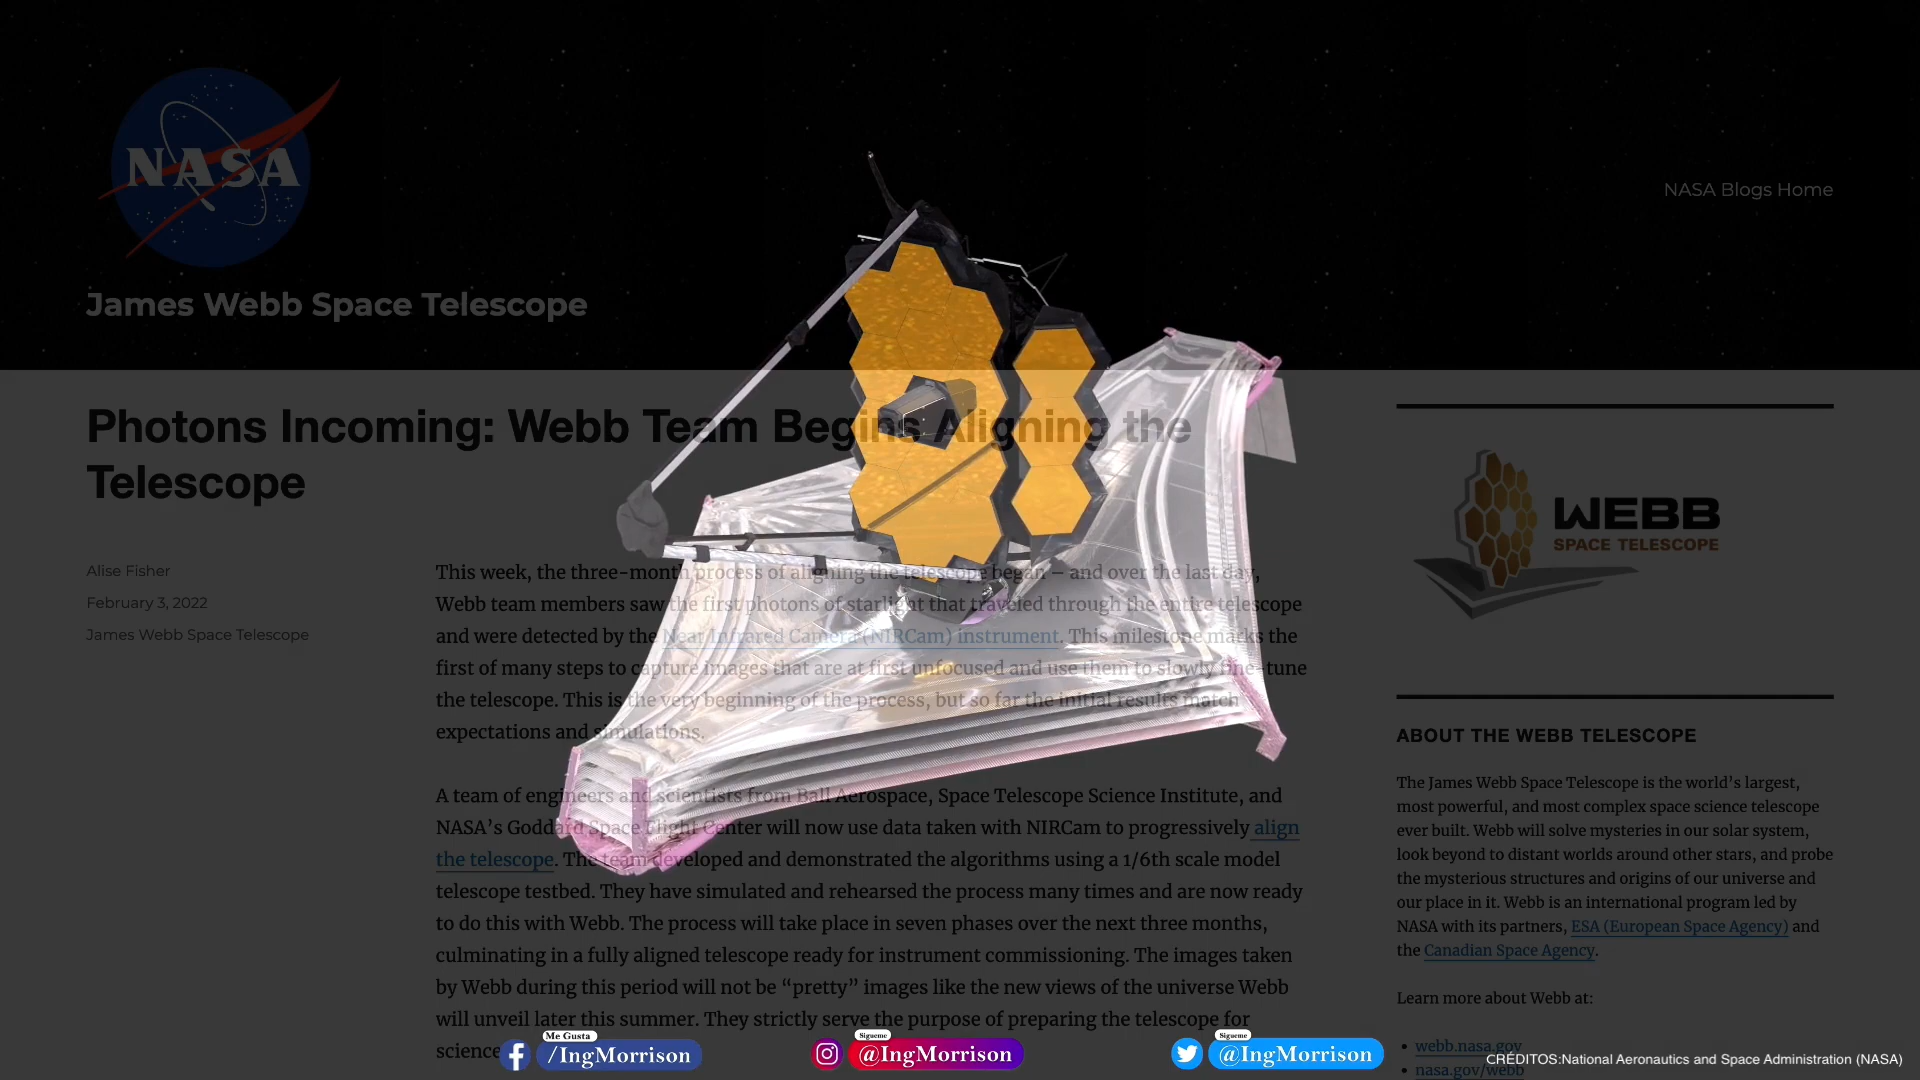 NASA
NASA Blogs Home
James Webb Space Telescope
Photons Incoming: Webb Team Begins Aligning the
Telescope
Alise Fisher
February 3, 2022
James Webb Space Telescope
This week, the three-month process of aligning the telescope began – and over the last day,
Webb team members saw the first photons of starlight that traveled through the entire telescope
and were detected by the Near Infrared Camera (NIRCam) instrument. This milestone marks the
first of many steps to capture images that are at first unfocused and use them to slowly fine-tune
the telescope. This is the very beginning of the process, but so far the initial results match
expectations and simulations.
A team of engineers and scientists from Ball Aerospace, Space Telescope Science Institute, and
NASA’s Goddard Space Flight Center will now use data taken with NIRCam to progressively align
the telescope. The team developed and demonstrated the algorithms using a 1/6th scale model
telescope testbed. They have simulated and rehearsed the process many times and are now ready
to do this with Webb. The process will take place in seven phases over the next three months,
culminating in a fully aligned telescope ready for instrument commissioning. The images taken
by Webb during this period will not be “pretty” images like the new views of the universe Webb
will unveil later this summer. They strictly serve the purpose of preparing the telescope for
science
WEBB
SPACE TELESCOPE
ABOUT THE WEBB TELESCOPE
The James Webb Space Telescope is the world’s largest,
most powerful, and most complex space science telescope
ever built. Webb will solve mysteries in our solar system,
look beyond to distant worlds around other stars, and probe
the mysterious structures and origins of our universe and
our place in it. Webb is an international program led by
NASA with its partners, ESA (European Space Agency) and
the Canadian Space Agency.
Learn more about Webb at:
• webb.nasa.gov
• nasa.gov/webb
Me Gusta
/IngMorrison
Sigueme
@IngMorrison
Sigueme
@IngMorrison
CRÉDITOS:National Aeronautics and Space Administration (NASA)